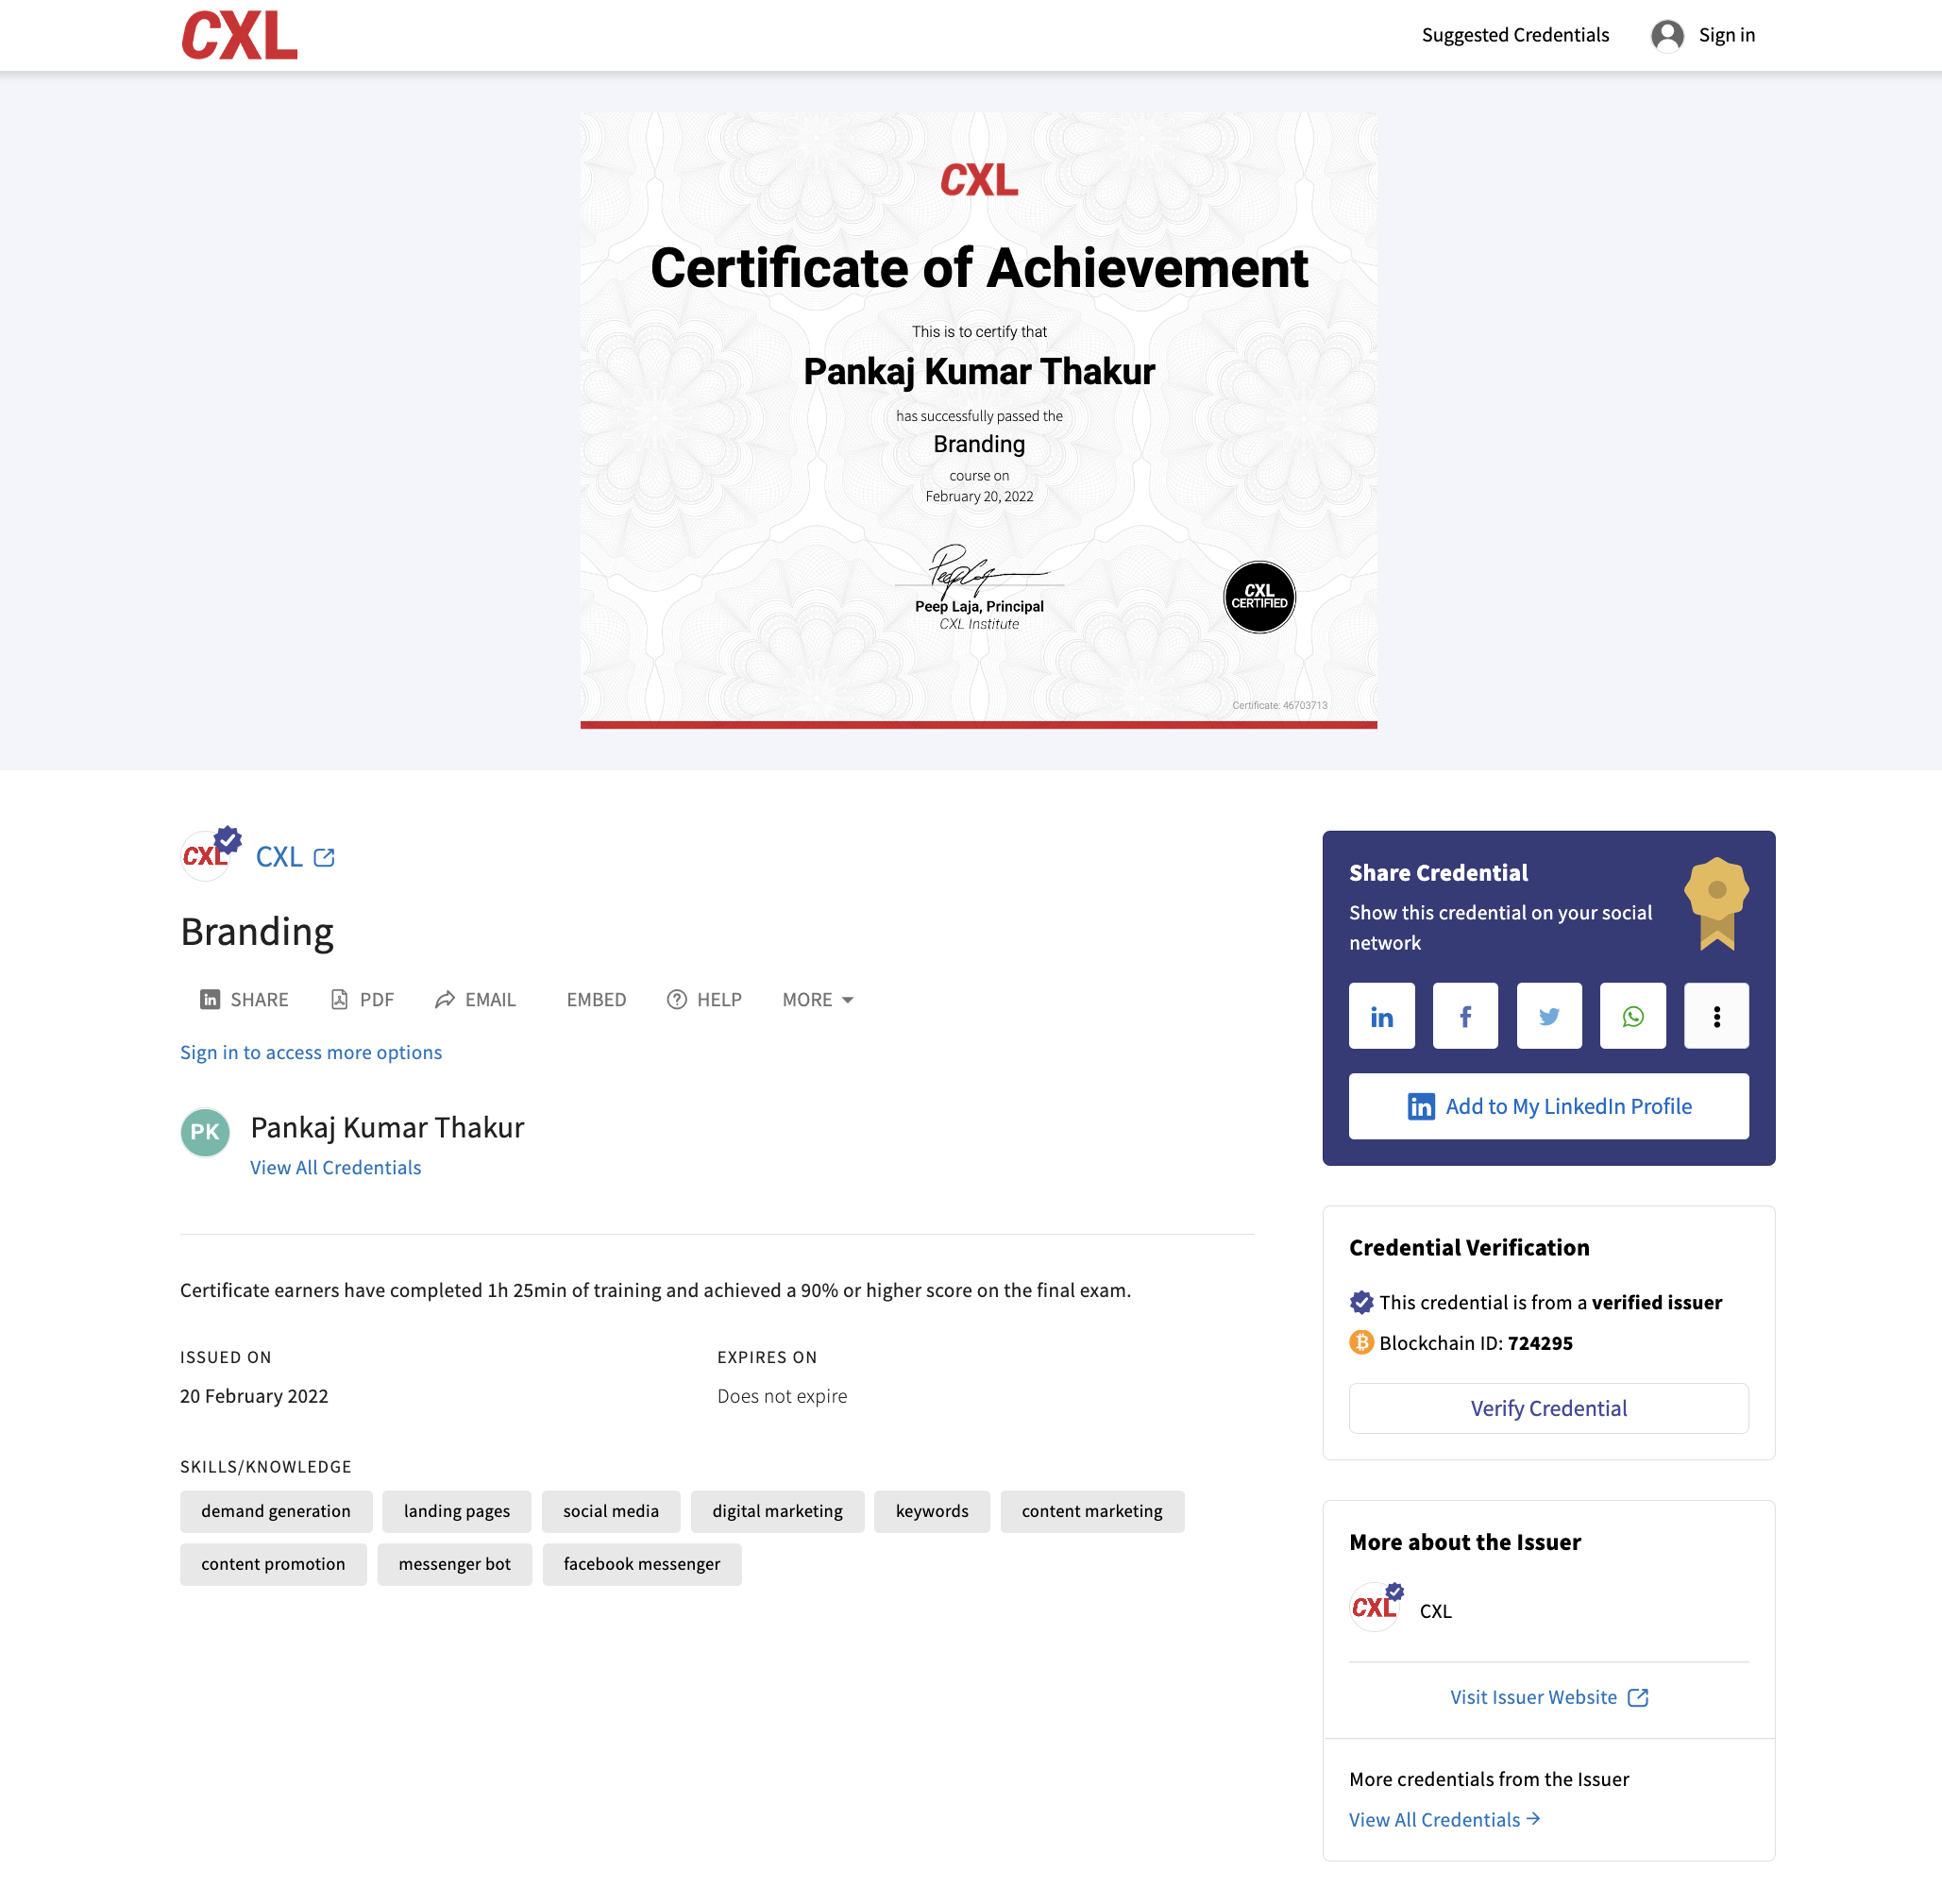 CXL
Suggested Credentials
Sign in
CXL
Certificate of Achievement
This is to certify that
Pankaj Kumar Thakur
has successfully passed the
Branding
course on
February 20, 2022
Peep Laja, Principal
CXL Institute
CXL
CERTIFIED
Certificate: 46703713
CXL
CXL
Branding
in SHARE
PDF
EMAIL
EMBED
? HELP
MORE
Sign in to access more options
PK
Pankaj Kumar Thakur
View All Credentials
Certificate earners have completed 1h 25min of training and achieved a 90% or higher score on the final exam.
ISSUED ON
20 February 2022
EXPIRES ON
Does not expire
SKILLS/KNOWLEDGE
demand generation
landing pages
social media
digital marketing
keywords
content marketing
content promotion
messenger bot
facebook messenger
Share Credential
Show this credential on your social
network
in
f
in Add to My LinkedIn Profile
Credential Verification
This credential is from a verified issuer
Blockchain ID: 724295
Verify Credential
More about the Issuer
CXL
CXL
Visit Issuer Website
More credentials from the Issuer
View All Credentials →